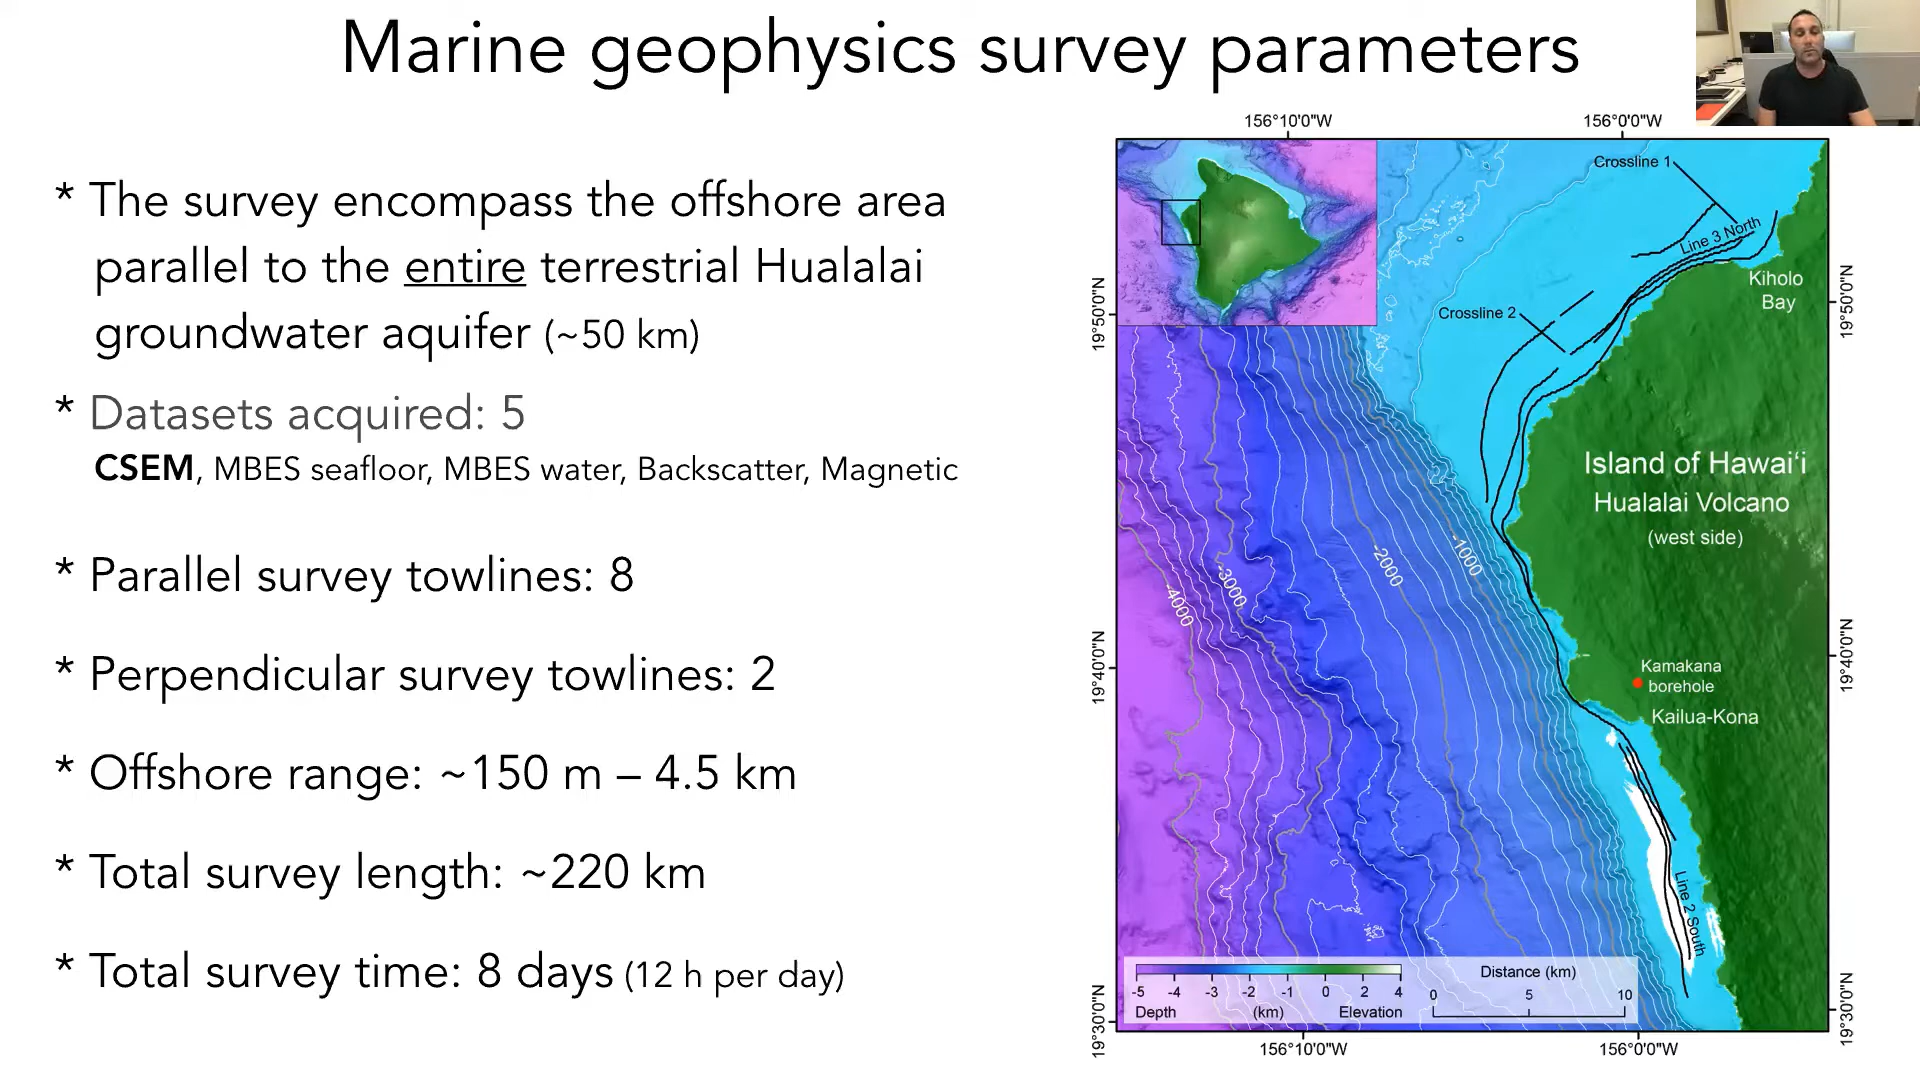 Marine geophysics survey parameters
* The survey encompass the offshore area
parallel to the entire terrestrial Hualalai
groundwater aquifer (~50 km)
* Datasets acquired: 5
CSEM, MBES seafloor, MBES water, Backscatter, Magnetic
* Parallel survey towlines: 8
* Perpendicular survey towlines: 2
* Offshore range: ~150 m – 4.5 km
* Total survey length: ~220 km
* Total survey time: 8 days (12 h per day)
156°10'0"W
156°0'0"W
Crossline 1
Line 3 North
Kiholo
Bay
19°50'0"N
19°50'0"N
Crossline 2
Island of Hawaiʻi
Hualalai Volcano
(west side)
-1000
-2000
-3000
-4000
19°40'0"N
19°40'0"N
Kamakana
borehole
Kailua-Kona
Line 2 South
-5 -4 -3 -2 -1 0 2 4
Depth (km) Elevation
Distance (km)
0 5 10
19°30'0"N
19°30'0"N
156°10'0"W
156°0'0"W